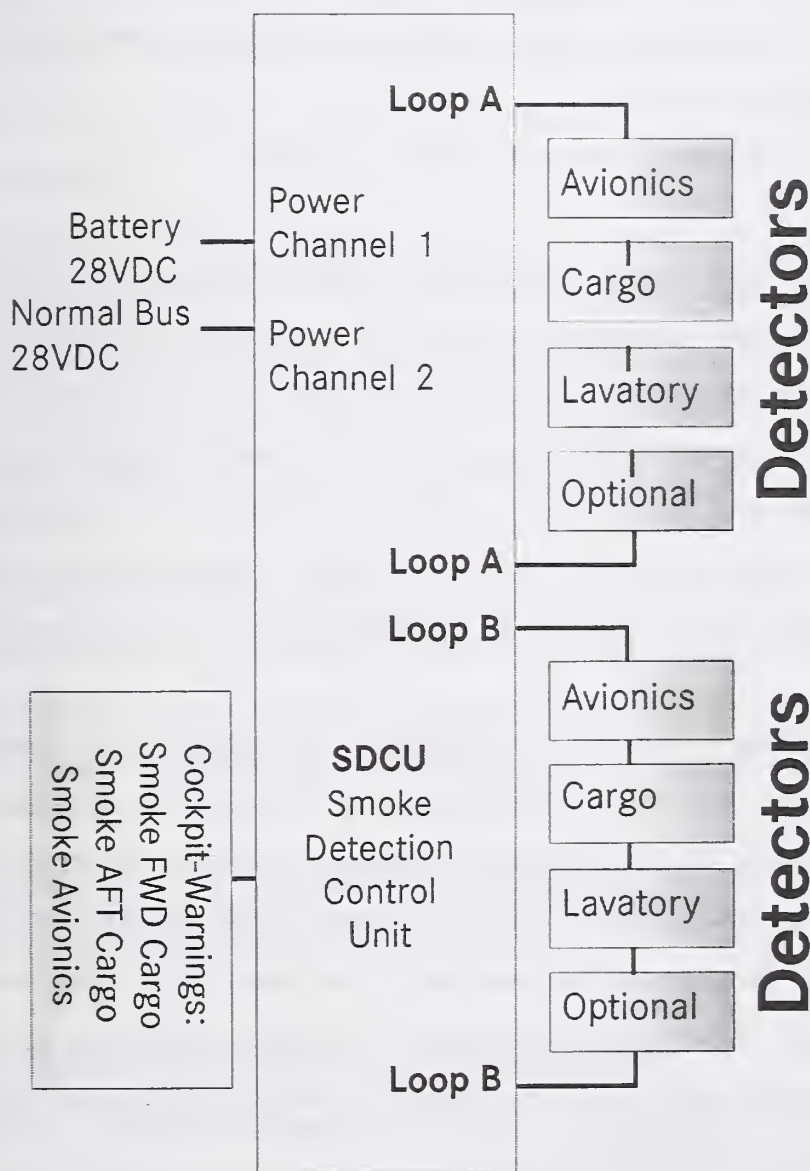 Loop A
Avionics
Cargo
Lavatory
Optional
Loop A
Detectors
Battery
28VDC
Normal Bus
28VDC
Power
Channel 1
Power
Channel 2
Loop B
Avionics
Cargo
Lavatory
Optional
Loop B
Detectors
SDCU
Smoke
Detection
Control
Unit
Cockpit-Warnings:
Smoke FWD Cargo
Smoke AFT Cargo
Smoke Avionics